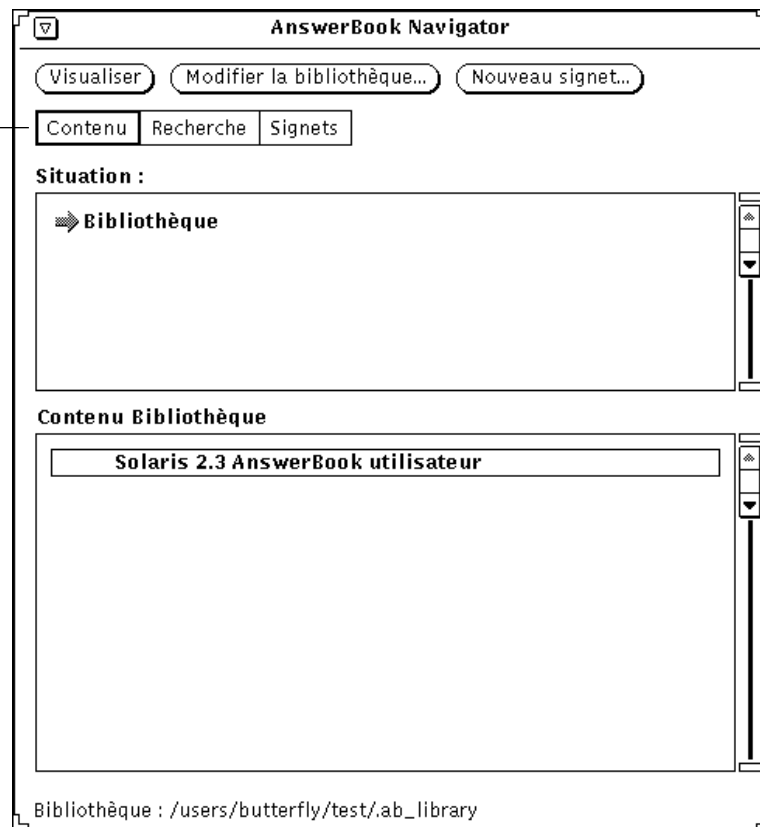 AnswerBook Navigator
Visualiser Modifier la bibliothèque... Nouveau signet...
Contenu Recherche Signets
Situation :
Bibliothèque
Contenu Bibliothèque
Solaris 2.3 AnswerBook utilisateur
Bibliothèque : /users/butterfly/test/.ab_library